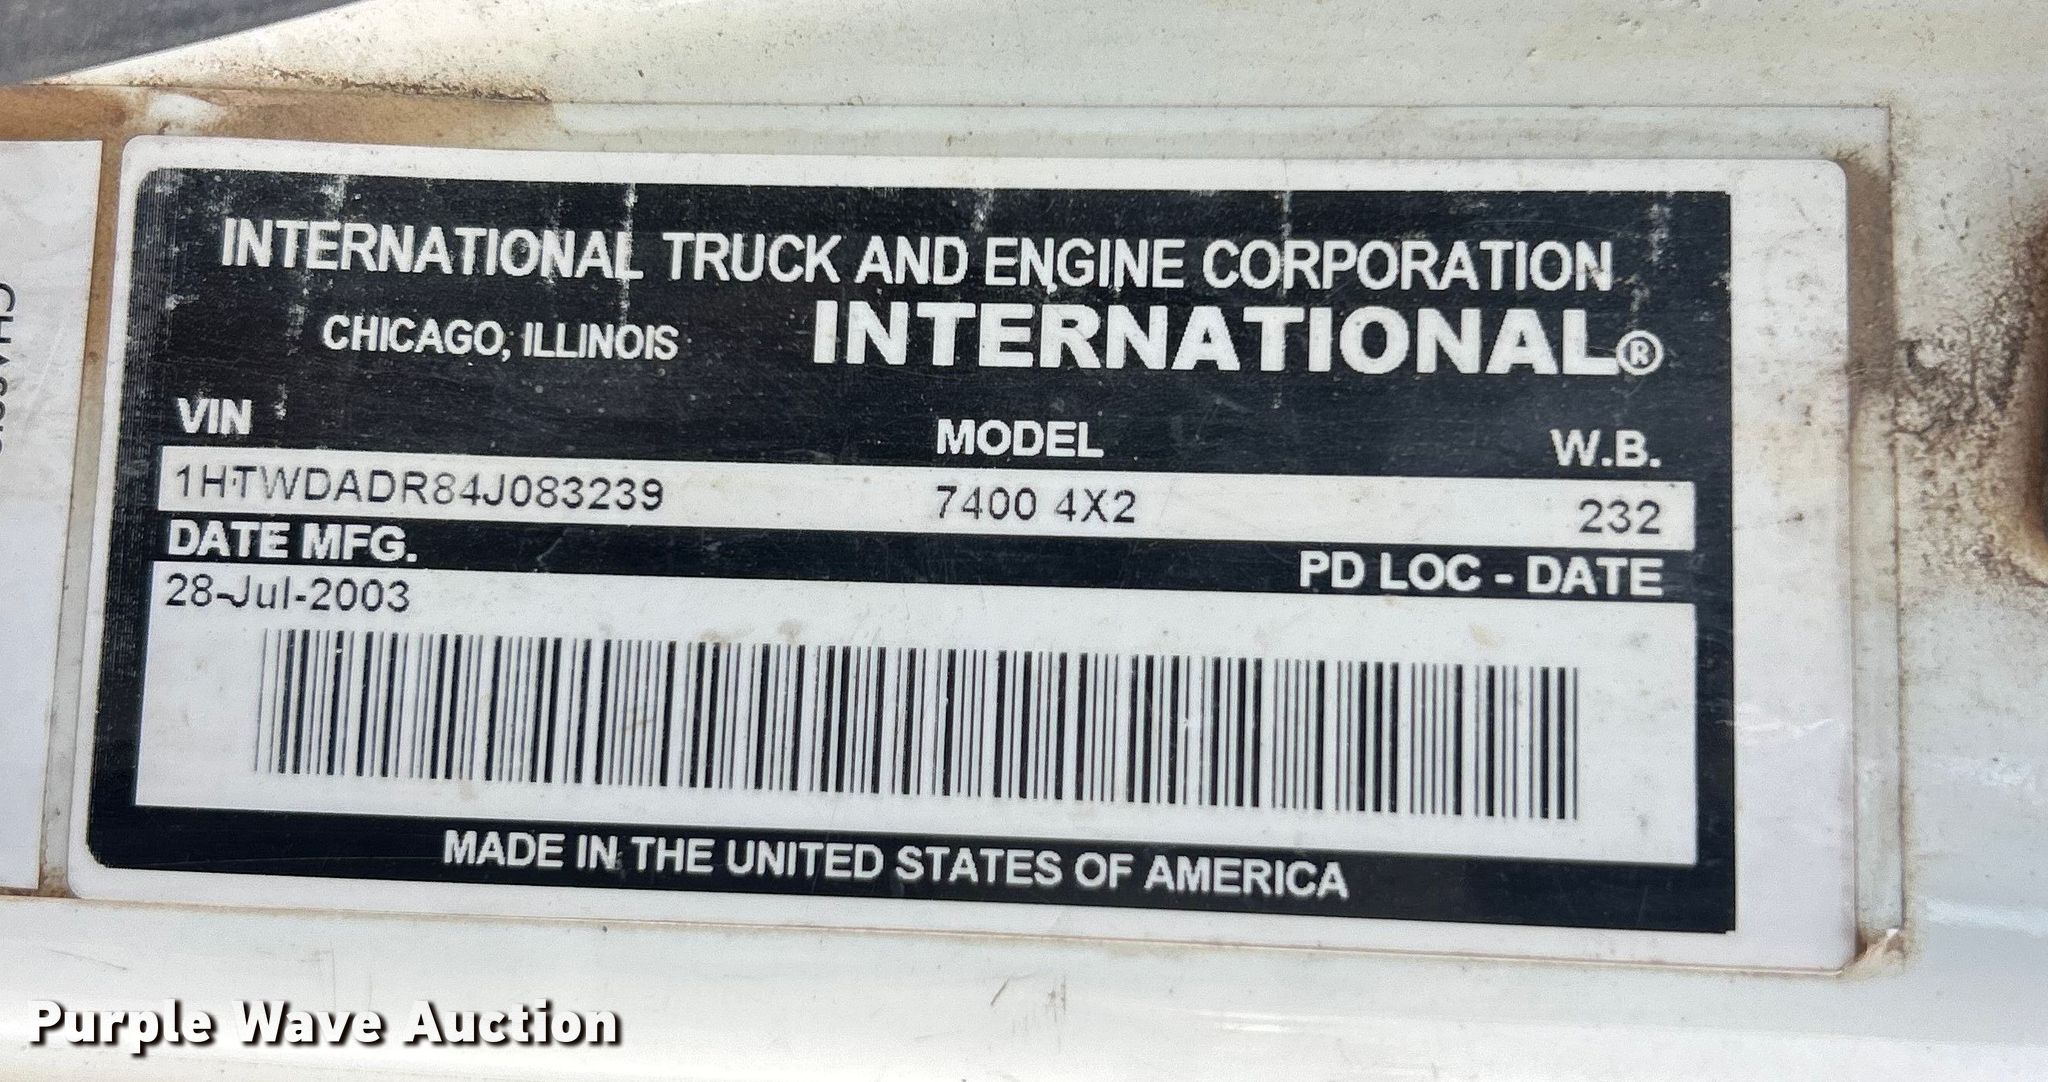 INTERNATIONAL TRUCK AND ENGINE CORPORATION
CHICAGO, ILLINOIS INTERNATIONAL®
VIN MODEL W.B.
1HTWDADR84J083239 7400 4X2 232
DATE MFG. PD LOC - DATE
28-Jul-2003
MADE IN THE UNITED STATES OF AMERICA
CHASSIS
Purple Wave Auction